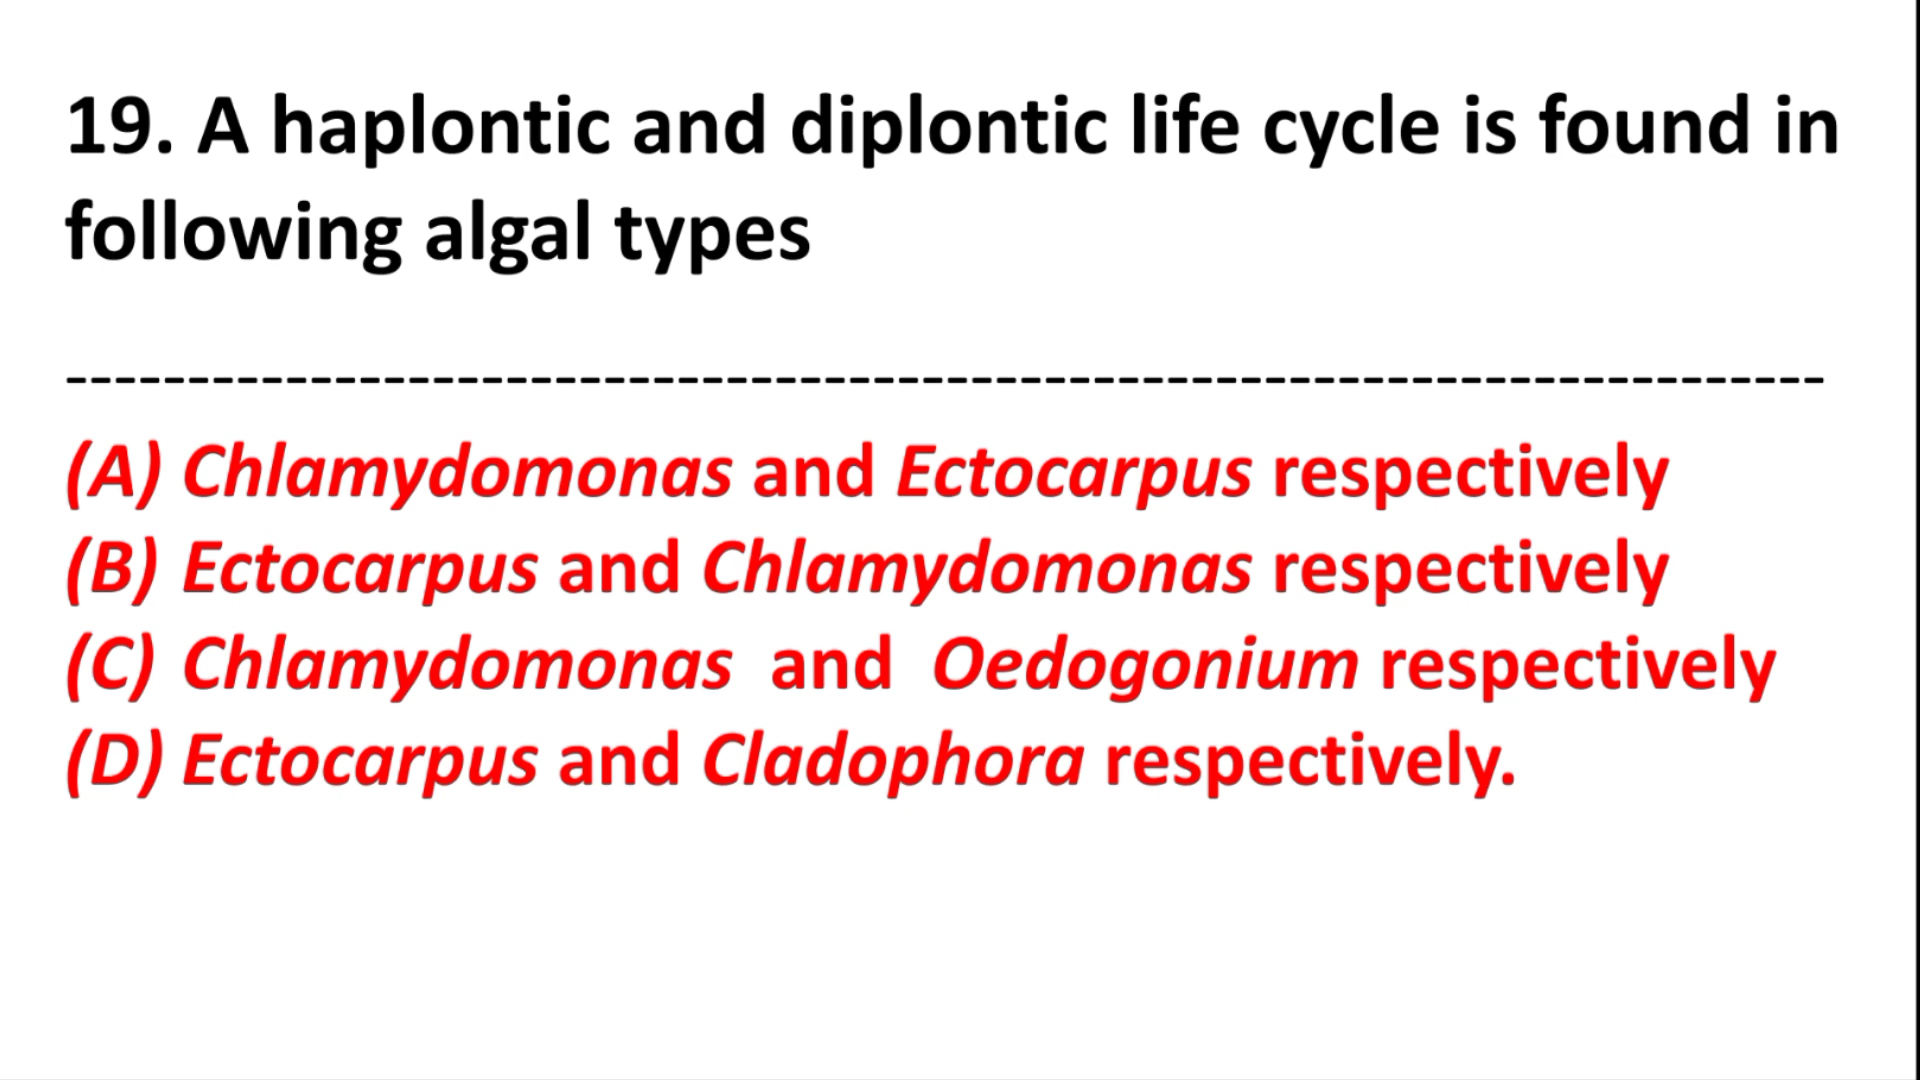 19. A haplontic and diplontic life cycle is found in
following algal types
------------------------------------------------------------------------
(A) Chlamydomonas and Ectocarpus respectively
(B) Ectocarpus and Chlamydomonas respectively
(C) Chlamydomonas and Oedogonium respectively
(D) Ectocarpus and Cladophora respectively.